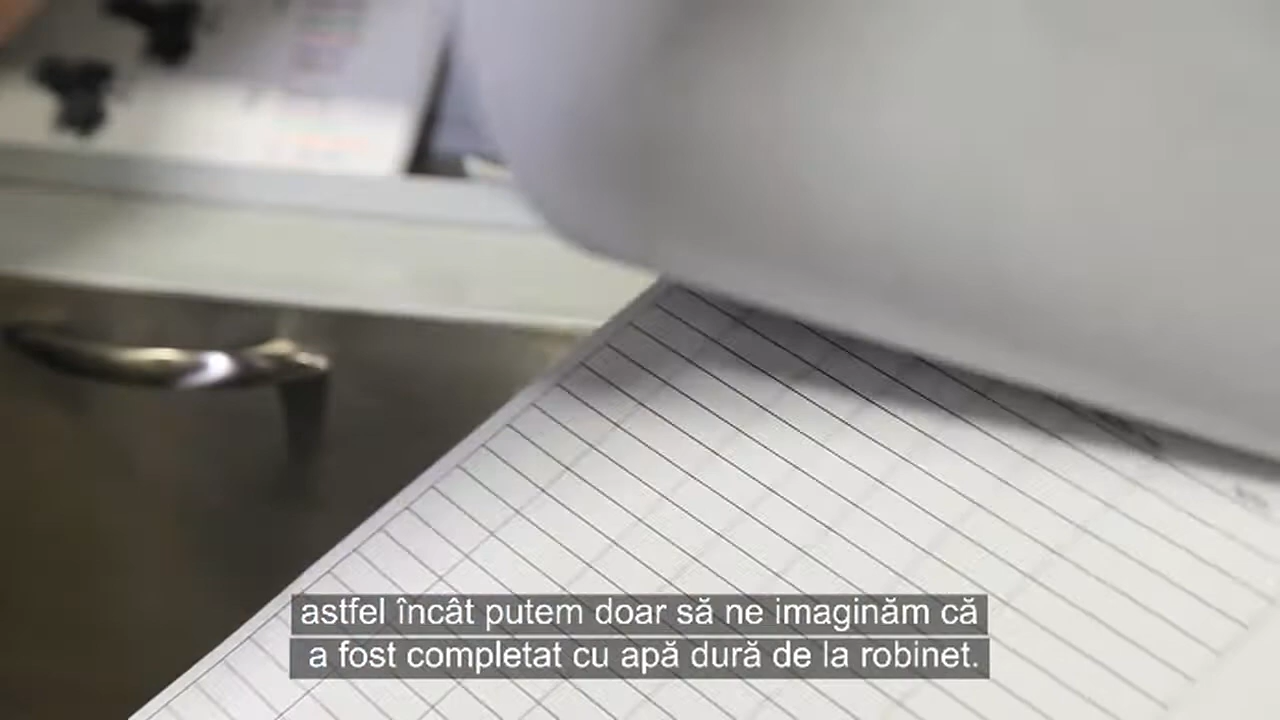 astfel încât putem doar să ne imaginăm că
a fost completat cu apă dură de la robinet.